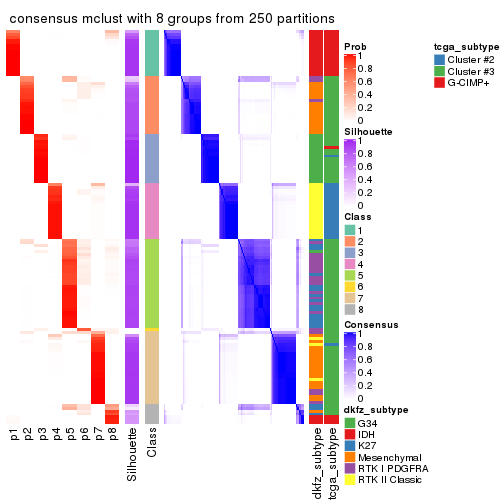 consensus mclust with 8 groups from 250 partitions
Prob
1
0.8
0.6
0.4
0.2
0
Silhouette
1
0.8
0.6
0.4
0.2
0
Class
1
2
3
4
5
6
7
8
Consensus
1
0.8
0.6
0.4
0.2
0
dkfz_subtype
G34
IDH
K27
Mesenchymal
RTK I PDGFRA
RTK II Classic
tcga_subtype
Cluster #2
Cluster #3
G-CIMP+
p1
p2
p3
p4
p5
p6
p7
p8
Silhouette
Class
dkfz_subtype
tcga_subtype